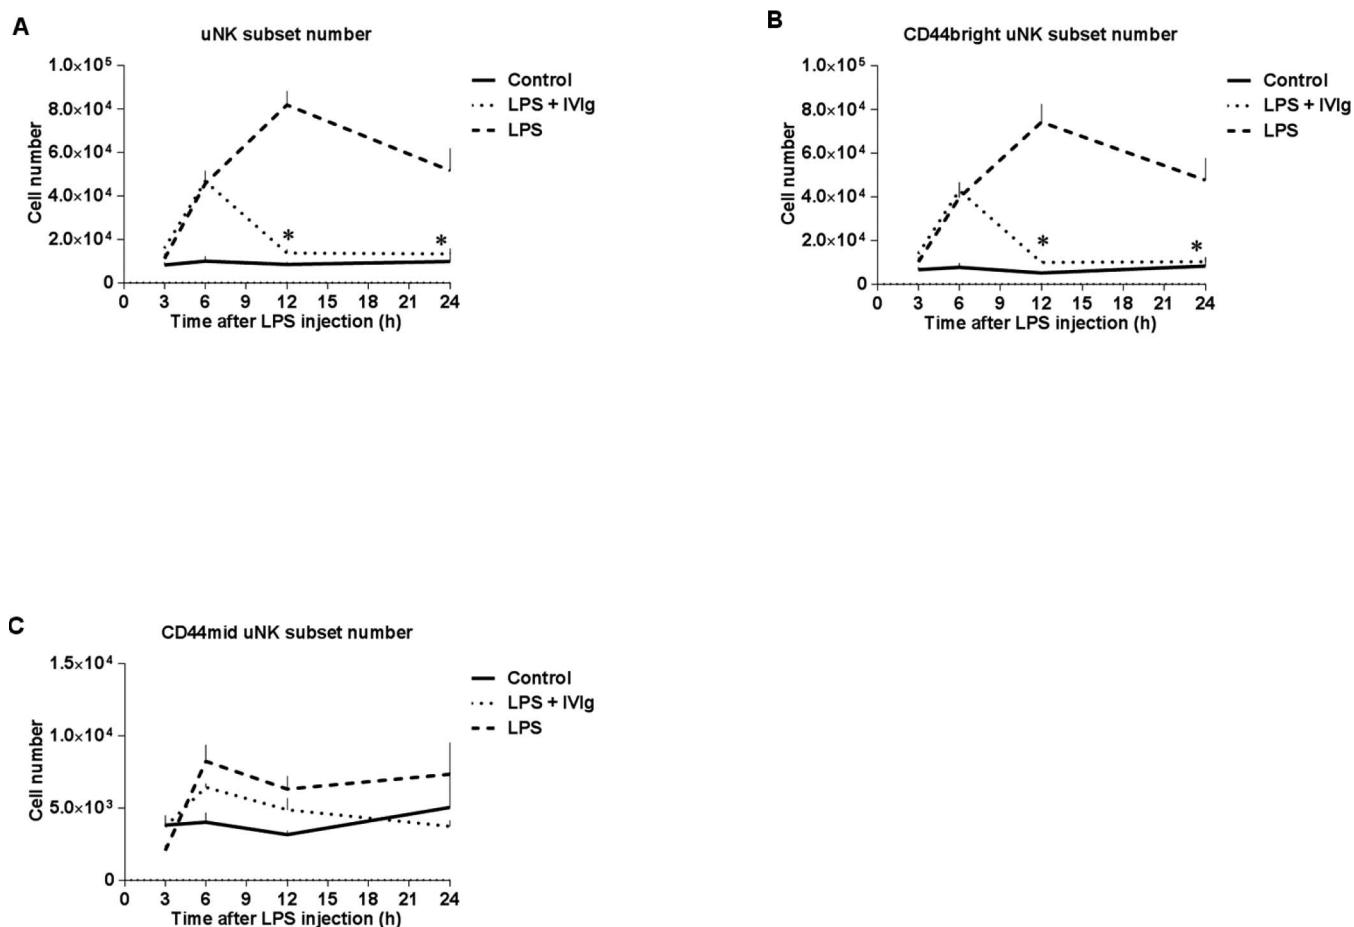 A
uNK subset number
1.0×10⁵
8.0×10⁴
6.0×10⁴
4.0×10⁴
2.0×10⁴
0
Cell number
0 3 6 9 12 15 18 21 24
Time after LPS injection (h)
Control
LPS + IVIg
LPS
*
*
B
CD44bright uNK subset number
1.0×10⁵
8.0×10⁴
6.0×10⁴
4.0×10⁴
2.0×10⁴
0
Cell number
0 3 6 9 12 15 18 21 24
Time after LPS injection (h)
Control
LPS + IVIg
LPS
*
*
C
CD44mid uNK subset number
1.5×10⁴
1.0×10⁴
5.0×10³
0
Cell number
0 3 6 9 12 15 18 21 24
Time after LPS injection (h)
Control
LPS + IVIg
LPS